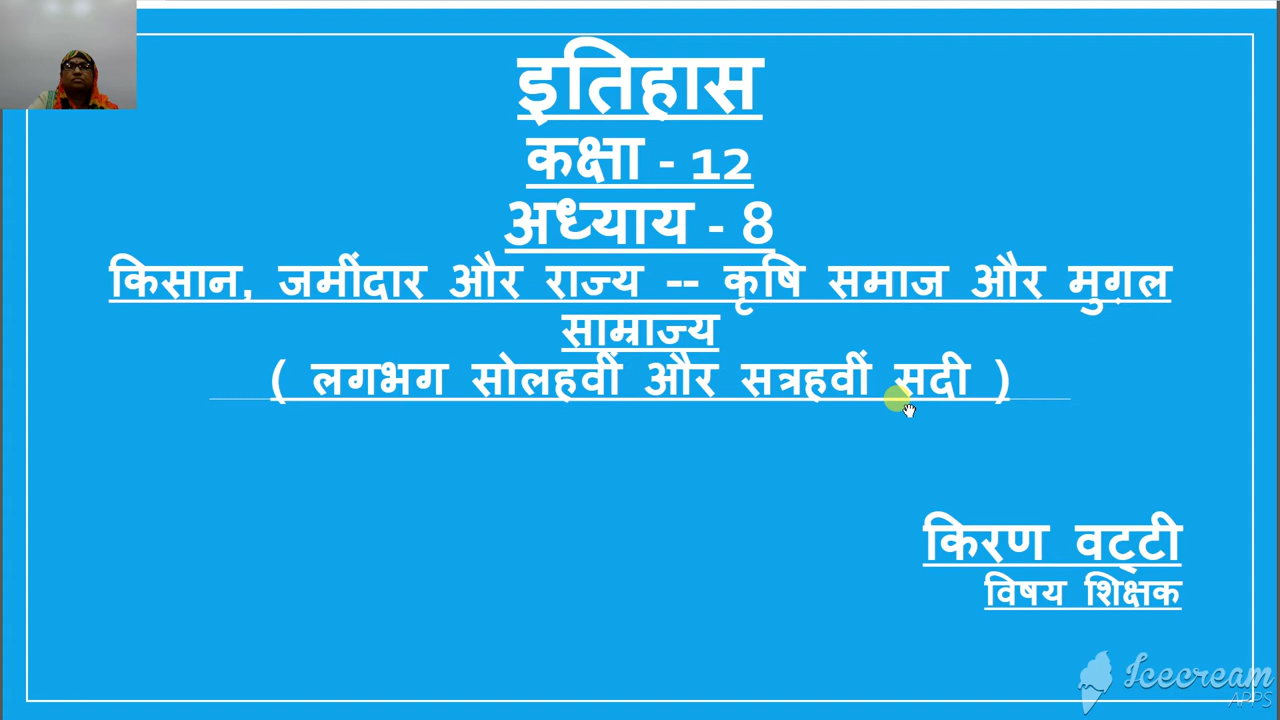 इतिहास
कक्षा - 12
अध्याय - 8
किसान, जमींदार और राज्य -- कृषि समाज और मुग़ल
साम्राज्य
( लगभग सोलहवीं और सत्रहवीं सदी )
किरण वट्टी
विषय शिक्षक
Icecream
APPS